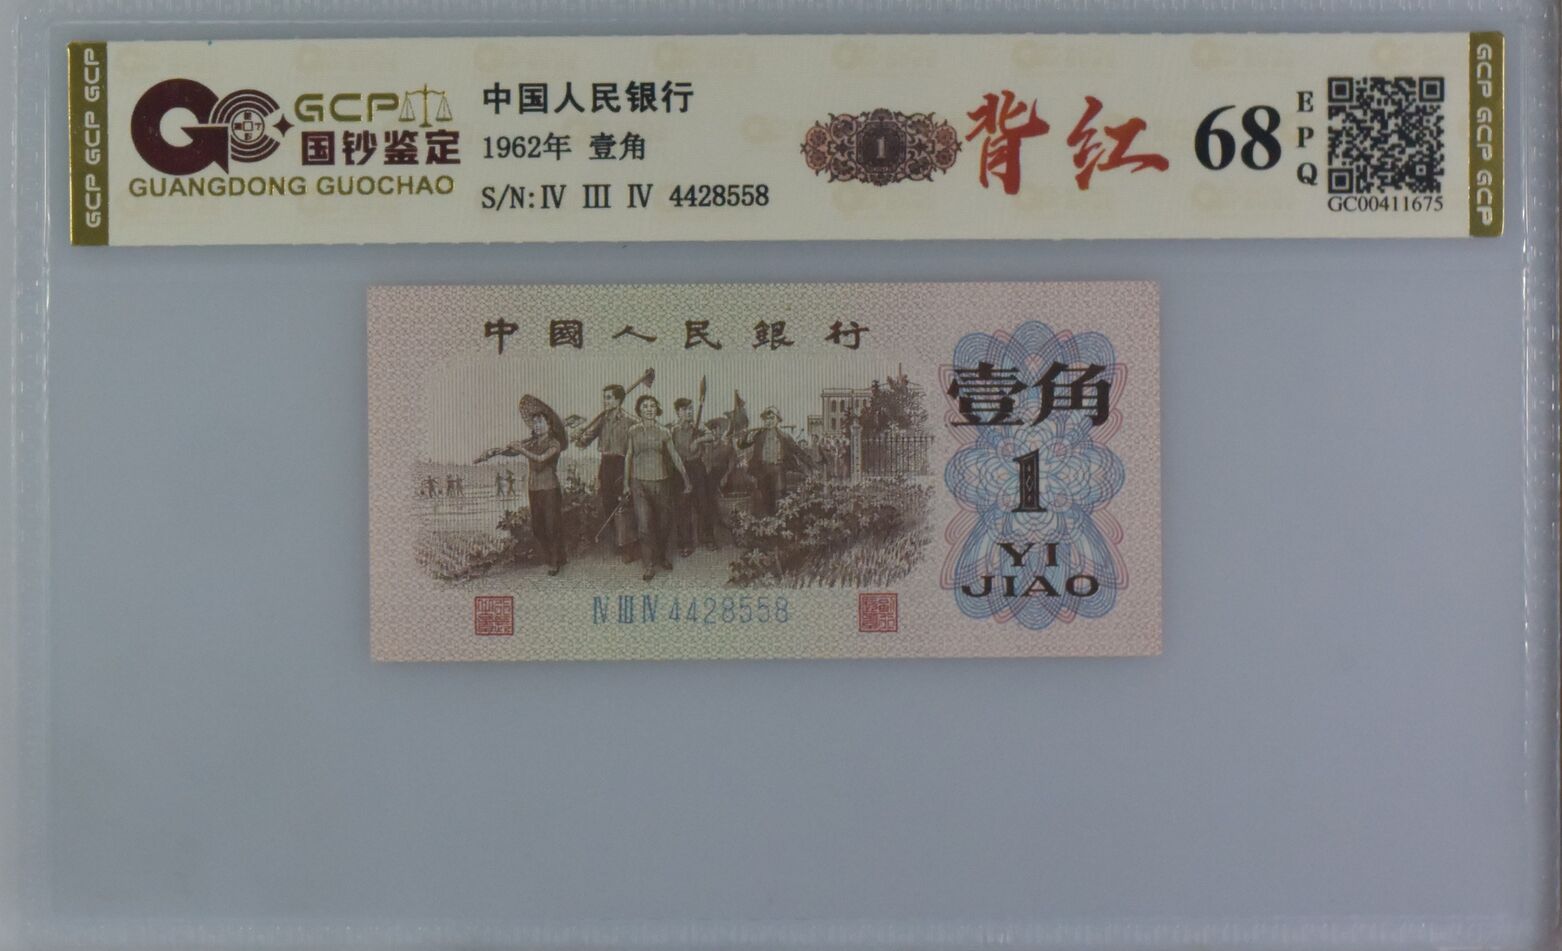 GCP GCP GCP
GCP
国钞鉴定
GUANGDONG GUOCHAO
中国人民银行
1962年 壹角
S/N: Ⅳ Ⅲ Ⅳ 4428558
1
背红
68
EPQ
GC00411675
GCP GCP GCP
中國人民銀行
壹角
1
YI
JIAO
Ⅳ Ⅲ Ⅳ 4428558